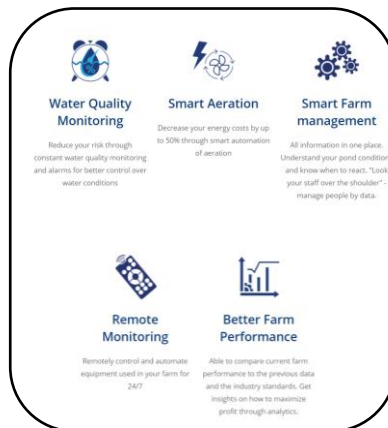 Water Quality
Monitoring
Reduce your risk through
constant water quality monitoring
and alarms for better control over
water conditions
Smart Aeration
Decrease your energy costs by up
to 50% through smart automation
of aeration
Smart Farm
management
All information in one place.
Understand your pond condition
and know when to react. "Look
your staff over the shoulder" -
manage people by data.
Remote
Monitoring
Remotely control and automate
equipment used in your farm for
24/7
Better Farm
Performance
Able to compare current farm
performance to the previous data
and the industry standards. Get
insights on how to maximize
profit through analytics.